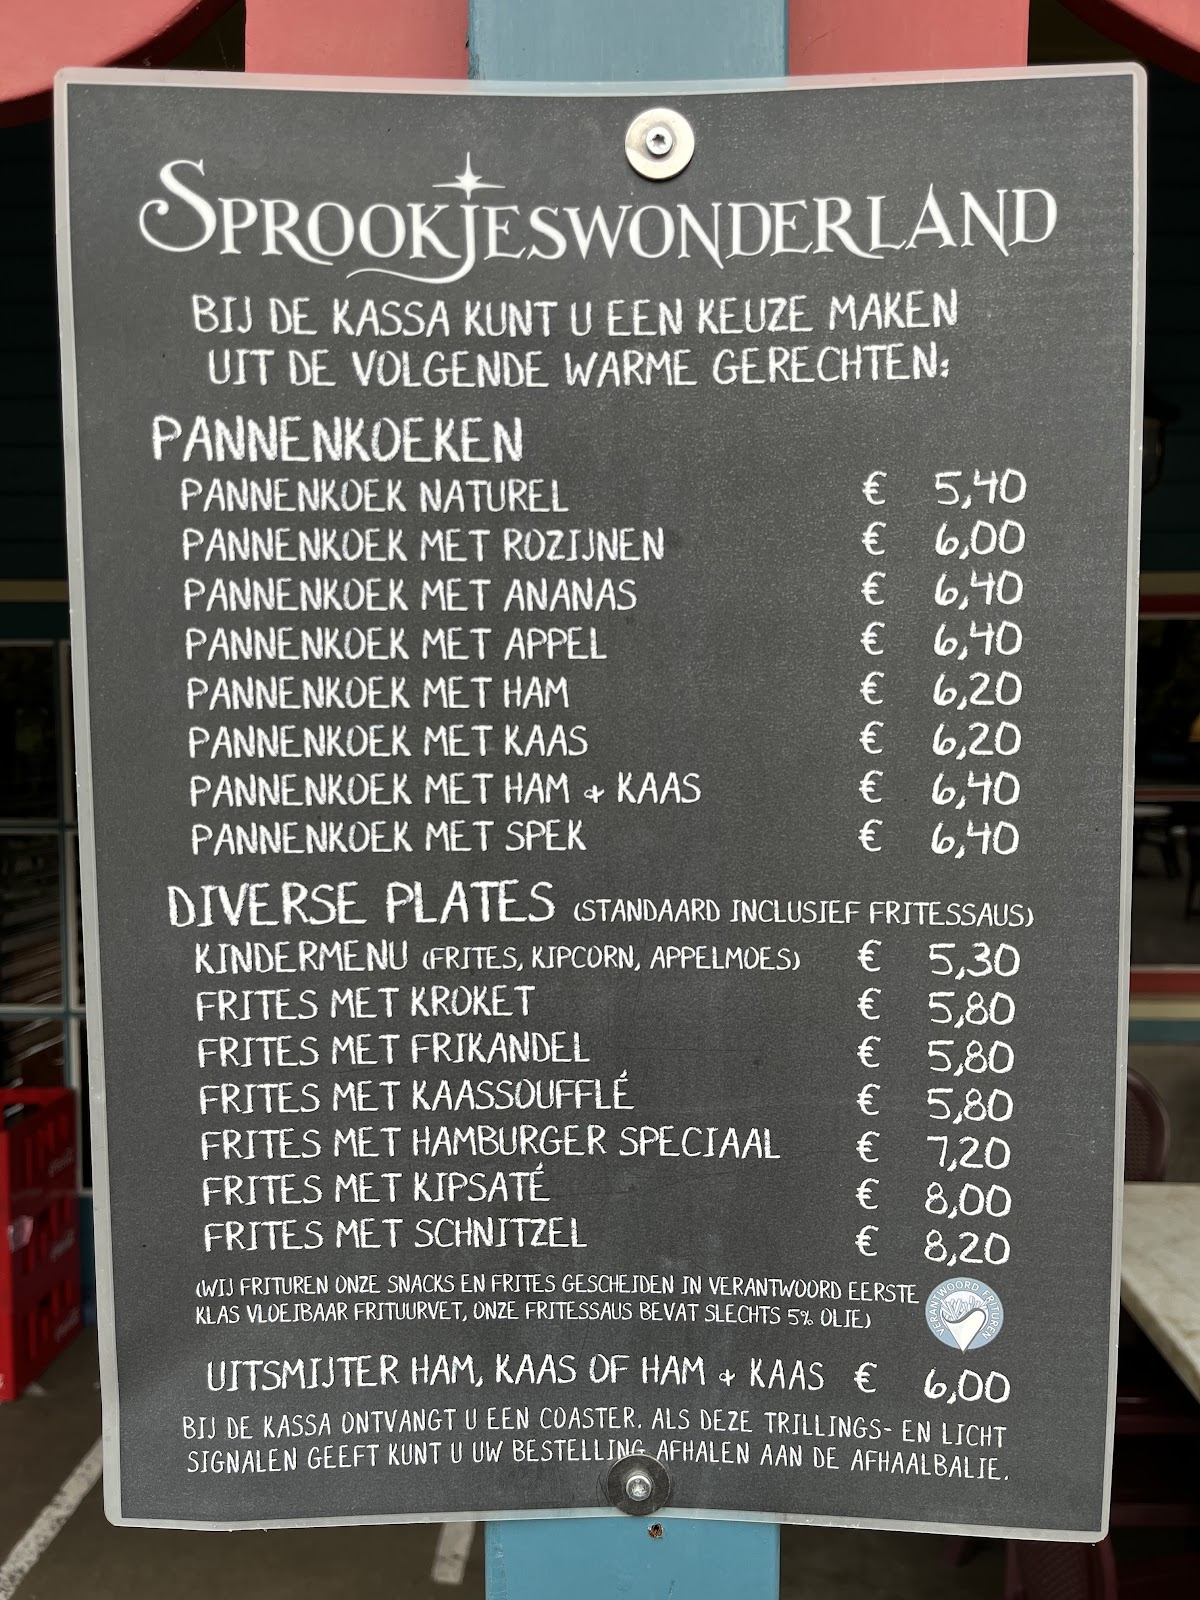 SPROOKJESWONDERLAND
BIJ DE KASSA KUNT U EEN KEUZE MAKEN
UIT DE VOLGENDE WARME GERECHTEN:
PANNENKOEKEN
PANNENKOEK NATUREL € 5,40
PANNENKOEK MET ROZIJNEN € 6,00
PANNENKOEK MET ANANAS € 6,40
PANNENKOEK MET APPEL € 6,40
PANNENKOEK MET HAM € 6,20
PANNENKOEK MET KAAS € 6,20
PANNENKOEK MET HAM & KAAS € 6,40
PANNENKOEK MET SPEK € 6,40
DIVERSE PLATES (STANDAARD INCLUSIEF FRITESSAUS)
KINDERMENU (FRITES, KIPCORN, APPELMOES) € 5,30
FRITES MET KROKET € 5,80
FRITES MET FRIKANDEL € 5,80
FRITES MET KAASSOUFFLÉ € 5,80
FRITES MET HAMBURGER SPECIAAL € 7,20
FRITES MET KIPSATÉ € 8,00
FRITES MET SCHNITZEL € 8,20
(WIJ FRITUREN ONZE SNACKS EN FRITES GESCHEIDEN IN VERANTWOORD EERSTE
KLAS VLOEIBAAR FRITUURVET, ONZE FRITESSAUS BEVAT SLECHTS 5% OLIE)
VERANTWOORD FRITUREN
UITSMIJTER HAM, KAAS OF HAM & KAAS € 6,00
BIJ DE KASSA ONTVANGT U EEN COASTER. ALS DEZE TRILLINGS- EN LICHT
SIGNALEN GEEFT KUNT U UW BESTELLING AFHALEN AAN DE AFHAALBALIE.